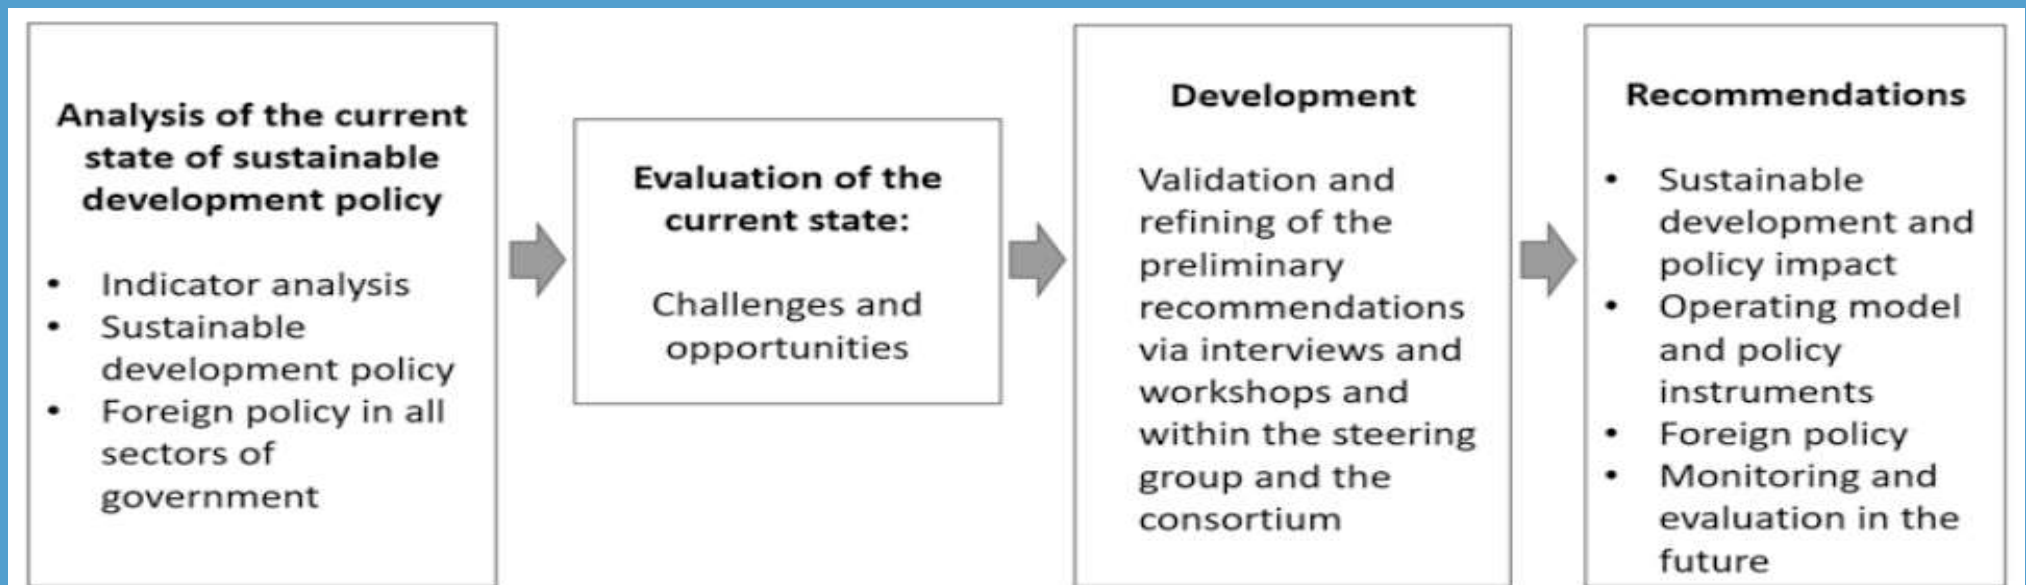 Analysis of the current
state of sustainable
development policy
• Indicator analysis
• Sustainable
development policy
• Foreign policy in all
sectors of
government
Evaluation of the
current state:
Challenges and
opportunities
Development
Validation and
refining of the
preliminary
recommendations
via interviews and
workshops and
within the steering
group and the
consortium
Recommendations
• Sustainable
development and
policy impact
• Operating model
and policy
instruments
• Foreign policy
• Monitoring and
evaluation in the
future